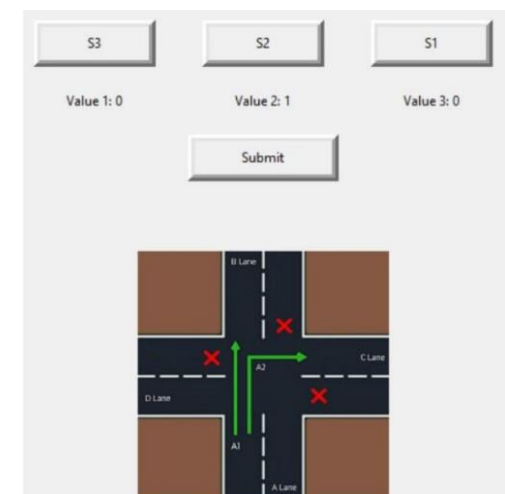 S3 S2 S1
Value 1: 0 Value 2: 1 Value 3: 0
Submit
B Lane
C Lane
A2
D Lane
A1
A Lane